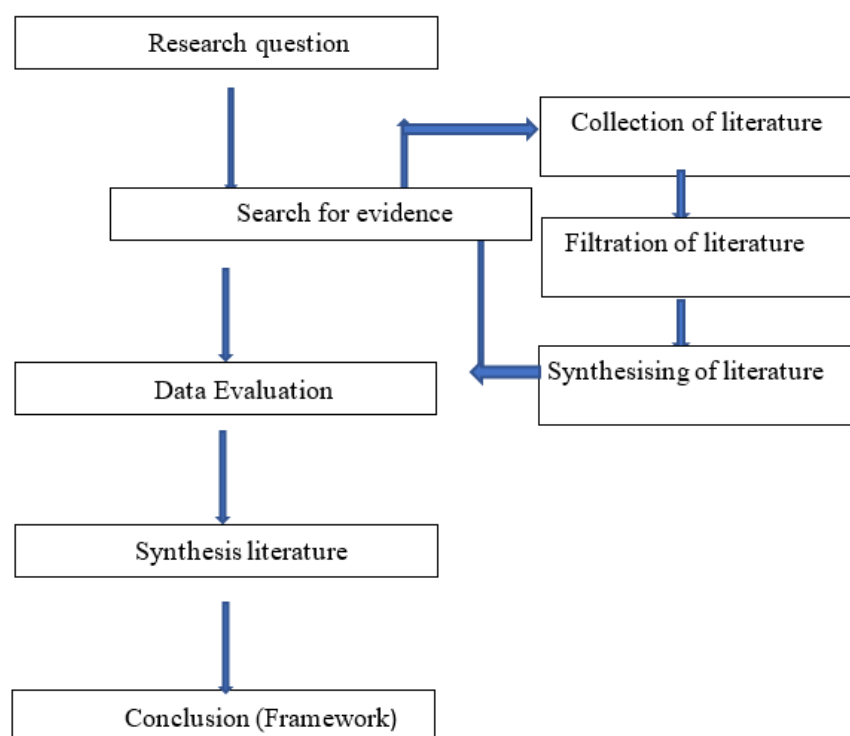 Research question
Collection of literature
Search for evidence
Filtration of literature
Data Evaluation
Synthesising of literature
Synthesis literature
Conclusion (Framework)